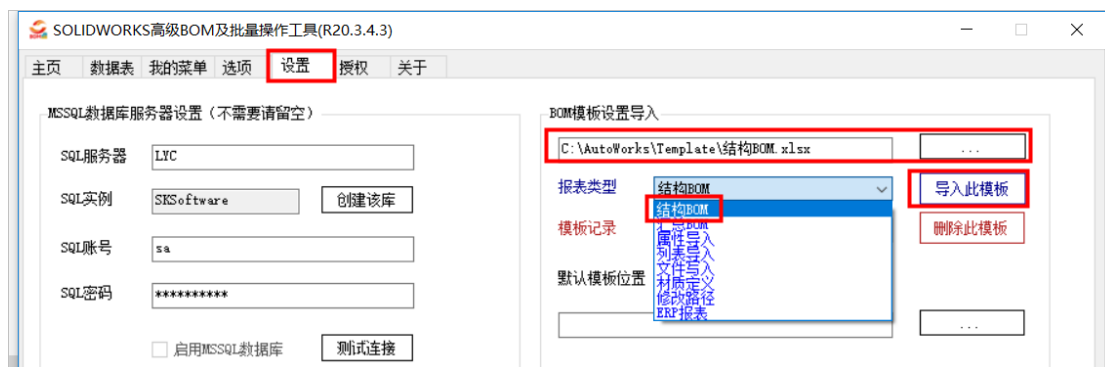 SOLIDWORKS高级BOM及批量操作工具(R20.3.4.3)
主页 数据表 我的菜单 选项 设置 授权 关于
MSSQL数据库服务器设置（不需要请留空）
SQL服务器 LYC
SQL实例 SKSoftware 创建该库
SQL账号 sa
SQL密码 **********
启用MSSQL数据库 测试连接
BOM模板设置导入
C:\AutoWorks\Template\结构BOM.xlsx ...
报表类型 结构BOM 导入此模板
模板记录 删除此模板
结构BOM
汇总BOM
属性导入
列表导入
文件写入
材质定义
修改路径
ERP报表
默认模板位置
...